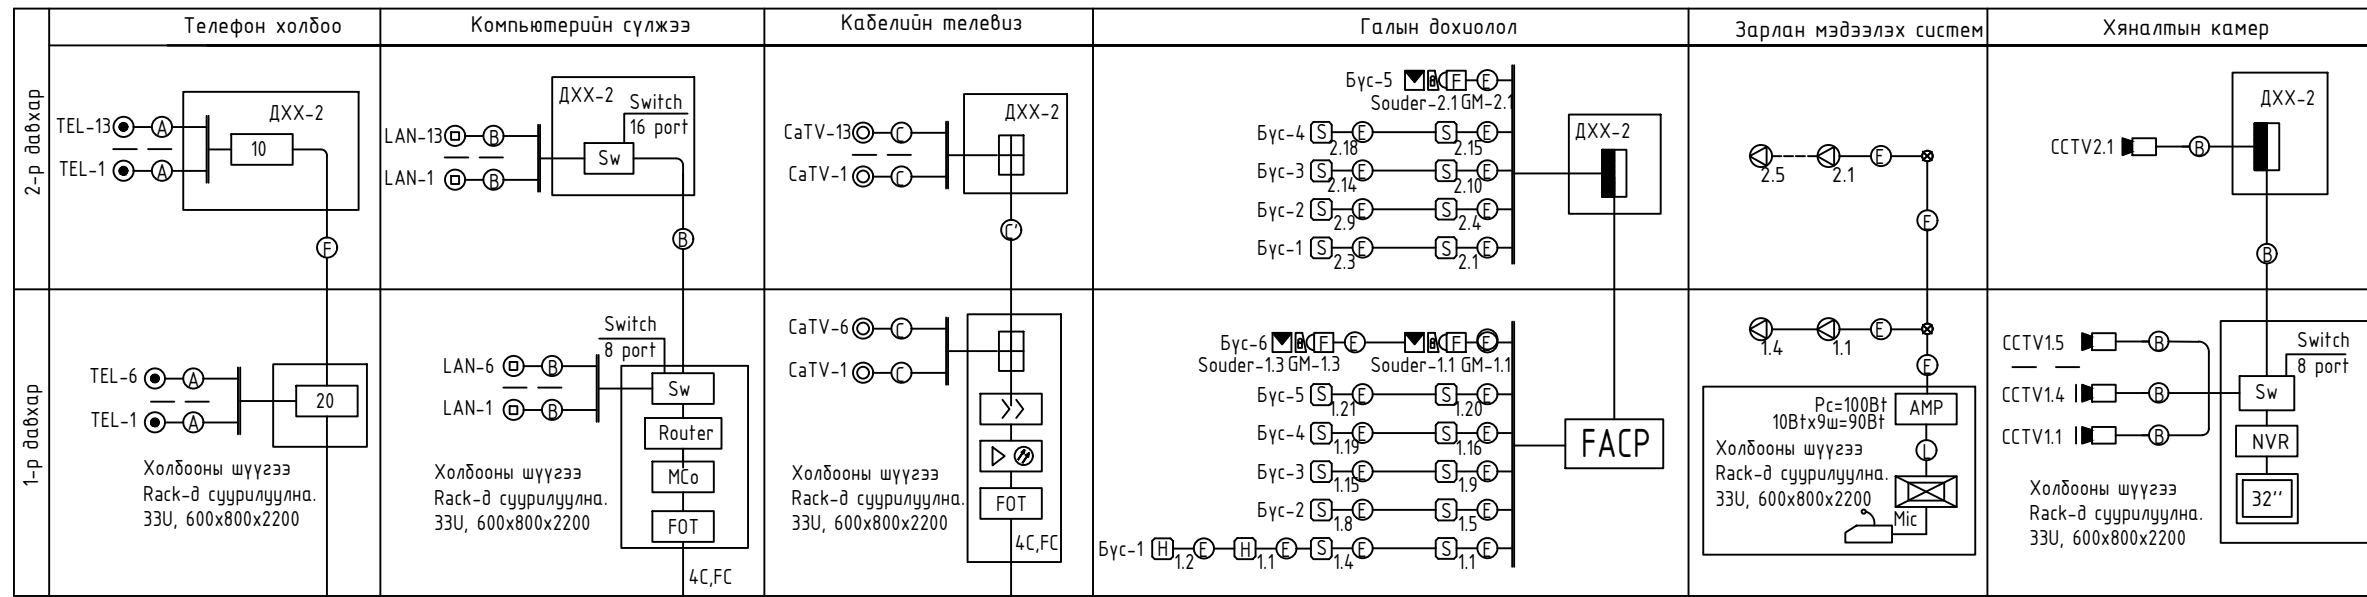 Телефон холбоо
Компьютерийн сүлжээ
Кабелийн телевиз
Галын дохиолол
Зарлан мэдээлэх систем
Хяналтын камер
2-р давхар
TEL-13
A
TEL-1
A
ДХХ-2
10
F
LAN-13
B
LAN-1
B
ДХХ-2
Switch
16 port
Sw
B
CaTV-13
C
CaTV-1
C
ДХХ-2
C'
Бүс-5
F
E
Souder-2.1 GM-2.1
Бүс-4
S
E
S
E
2.18
2.15
Бүс-3
S
E
S
E
2.14
2.10
Бүс-2
S
E
S
E
2.9
2.4
Бүс-1
S
E
S
E
2.3
2.1
ДХХ-2
2.5
2.1
E
E
CCTV2.1
B
ДХХ-2
B
1-р давхар
TEL-6
A
TEL-1
A
20
Холбооны шүүгээ
Rack-д суурилуулна.
33U, 600x800x2200
Switch
8 port
LAN-6
B
LAN-1
B
Sw
Router
MCo
FOT
4C,FC
Холбооны шүүгээ
Rack-д суурилуулна.
33U, 600x800x2200
CaTV-6
C
CaTV-1
C
FOT
4C,FC
Холбооны шүүгээ
Rack-д суурилуулна.
33U, 600x800x2200
Бүс-6
F
E
F
E
Souder-1.3 GM-1.3
Souder-1.1 GM-1.1
Бүс-5
S
E
S
E
1.21
1.20
Бүс-4
S
E
S
E
1.19
1.16
Бүс-3
S
E
S
E
1.15
1.9
Бүс-2
S
E
S
E
1.8
1.5
Бүс-1
H
E
H
E
S
E
S
E
1.2
1.1
1.4
1.1
FACP
1.4
1.1
E
E
Pc=100Вt
10Вtx9ш=90Вt
AMP
L
Mic
Холбооны шүүгээ
Rack-д суурилуулна.
33U, 600x800x2200
CCTV1.5
B
CCTV1.4
B
CCTV1.1
B
Switch
8 port
Sw
NVR
32''
Холбооны шүүгээ
Rack-д суурилуулна.
33U, 600x800x2200